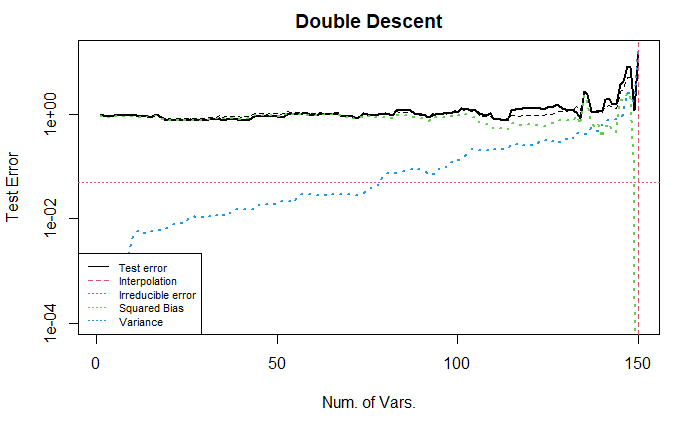 Double Descent
Test Error
1e+00
1e-02
1e-04
Test error
Interpolation
Irreducible error
Squared Bias
Variance
0
50
100
150
Num. of Vars.